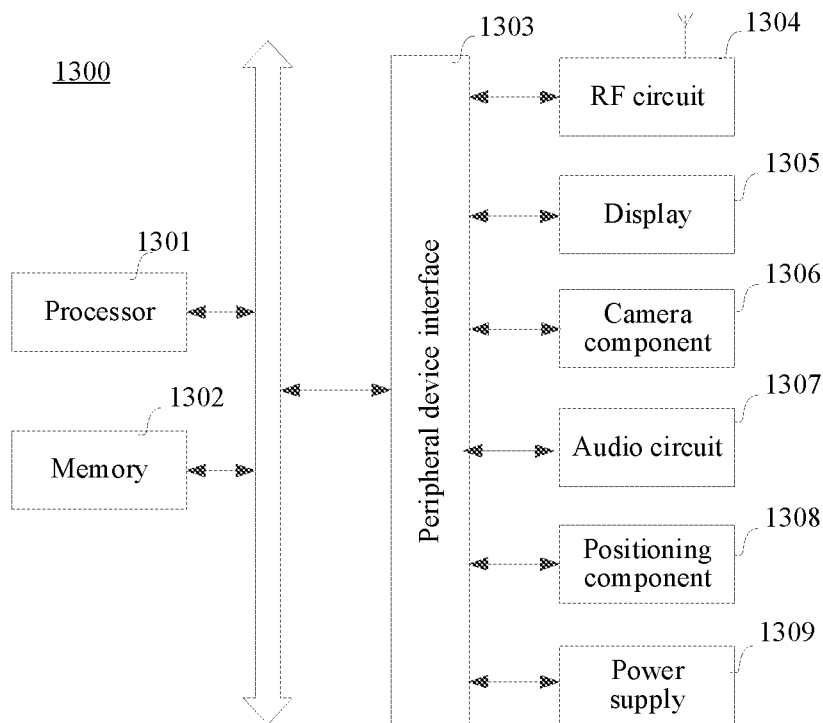 1300
1301
Processor
1302
Memory
1303
Peripheral device interface
1304
RF circuit
1305
Display
1306
Camera
component
1307
Audio circuit
1308
Positioning
component
1309
Power
supply